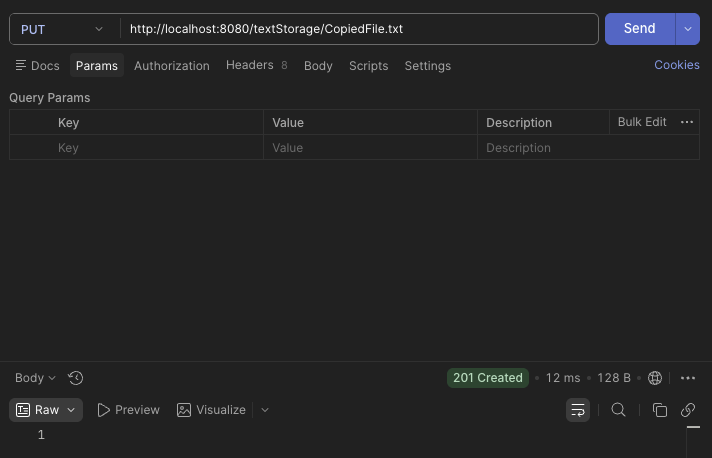 PUT http://localhost:8080/textStorage/CopiedFile.txt Send
Docs Params Authorization Headers 8 Body Scripts Settings Cookies
Query Params
Key Value Description Bulk Edit
Key Value Description
Body 201 Created 12 ms 128 B
Raw Preview Visualize
1